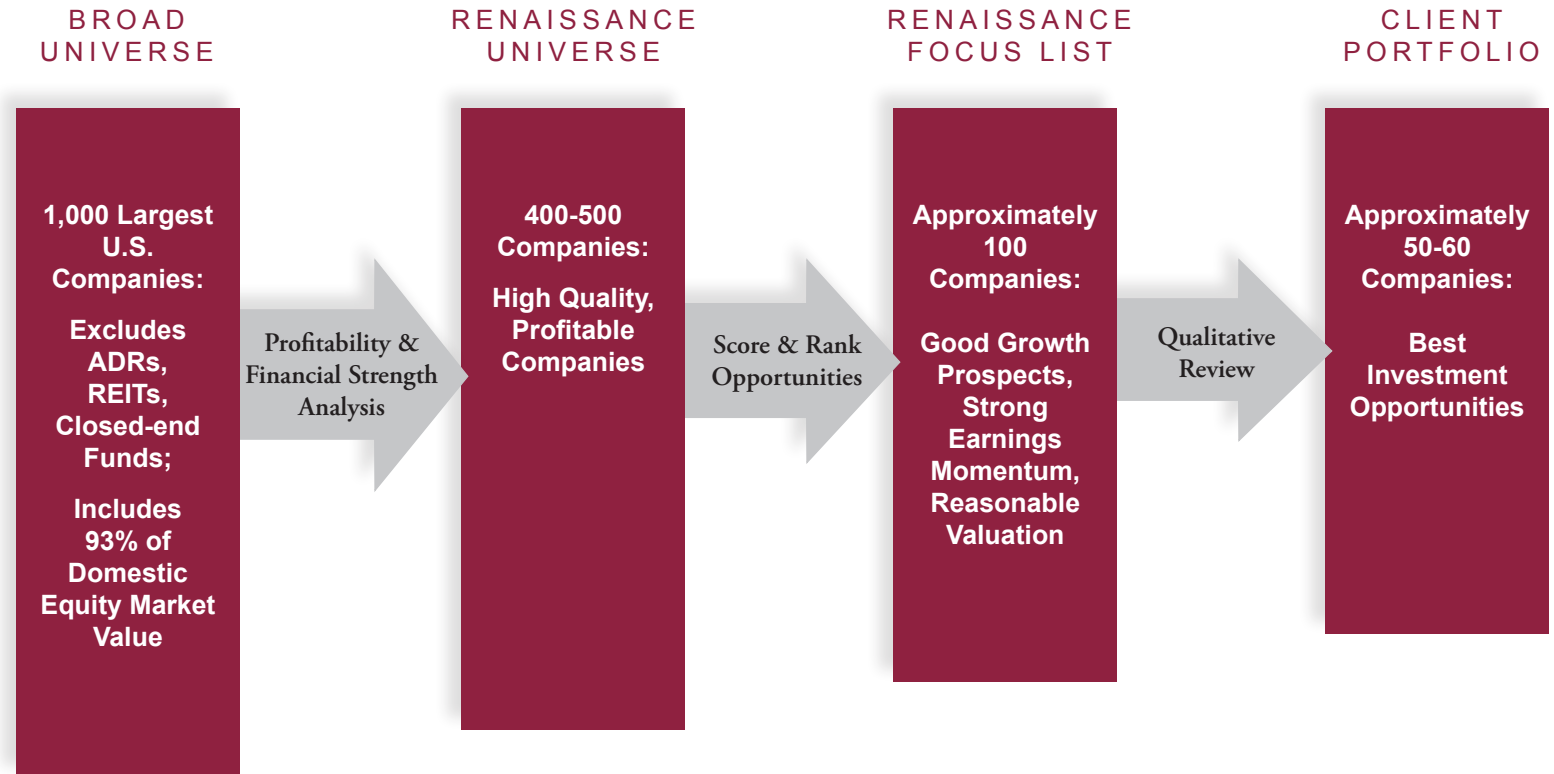 BROAD
UNIVERSE
RENAISSANCE
UNIVERSE
RENAISSANCE
FOCUS LIST
CLIENT
PORTFOLIO
1,000 Largest
U.S.
Companies:
Excludes
ADRs,
REITs,
Closed-end
Funds;
Includes
93% of
Domestic
Equity Market
Value
Profitability &
Financial Strength
Analysis
400-500
Companies:
High Quality,
Profitable
Companies
Score & Rank
Opportunities
Approximately
100
Companies:
Good Growth
Prospects,
Strong
Earnings
Momentum,
Reasonable
Valuation
Qualitative
Review
Approximately
50-60
Companies:
Best
Investment
Opportunities